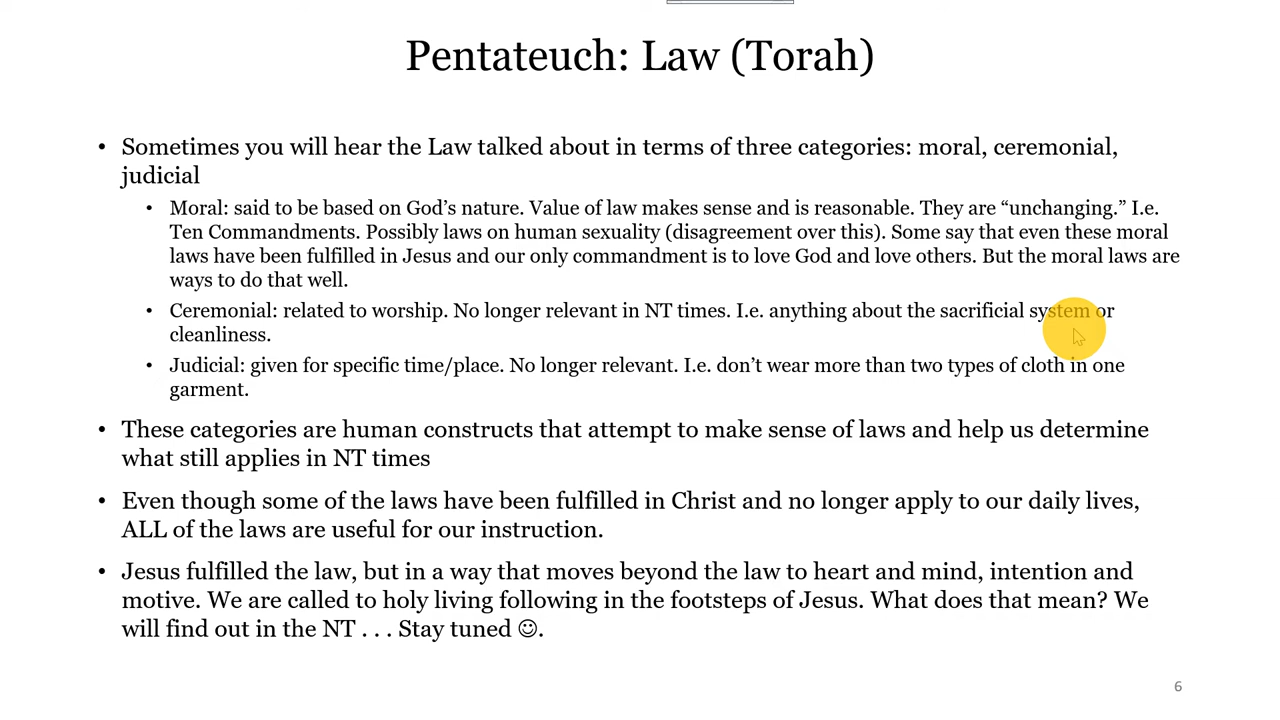 Pentateuch: Law (Torah)
• Sometimes you will hear the Law talked about in terms of three categories: moral, ceremonial,
judicial
• Moral: said to be based on God’s nature. Value of law makes sense and is reasonable. They are “unchanging.” I.e.
Ten Commandments. Possibly laws on human sexuality (disagreement over this). Some say that even these moral
laws have been fulfilled in Jesus and our only commandment is to love God and love others. But the moral laws are
ways to do that well.
• Ceremonial: related to worship. No longer relevant in NT times. I.e. anything about the sacrificial system or
cleanliness.
• Judicial: given for specific time/place. No longer relevant. I.e. don’t wear more than two types of cloth in one
garment.
• These categories are human constructs that attempt to make sense of laws and help us determine
what still applies in NT times
• Even though some of the laws have been fulfilled in Christ and no longer apply to our daily lives,
ALL of the laws are useful for our instruction.
• Jesus fulfilled the law, but in a way that moves beyond the law to heart and mind, intention and
motive. We are called to holy living following in the footsteps of Jesus. What does that mean? We
will find out in the NT . . . Stay tuned ☺.
6